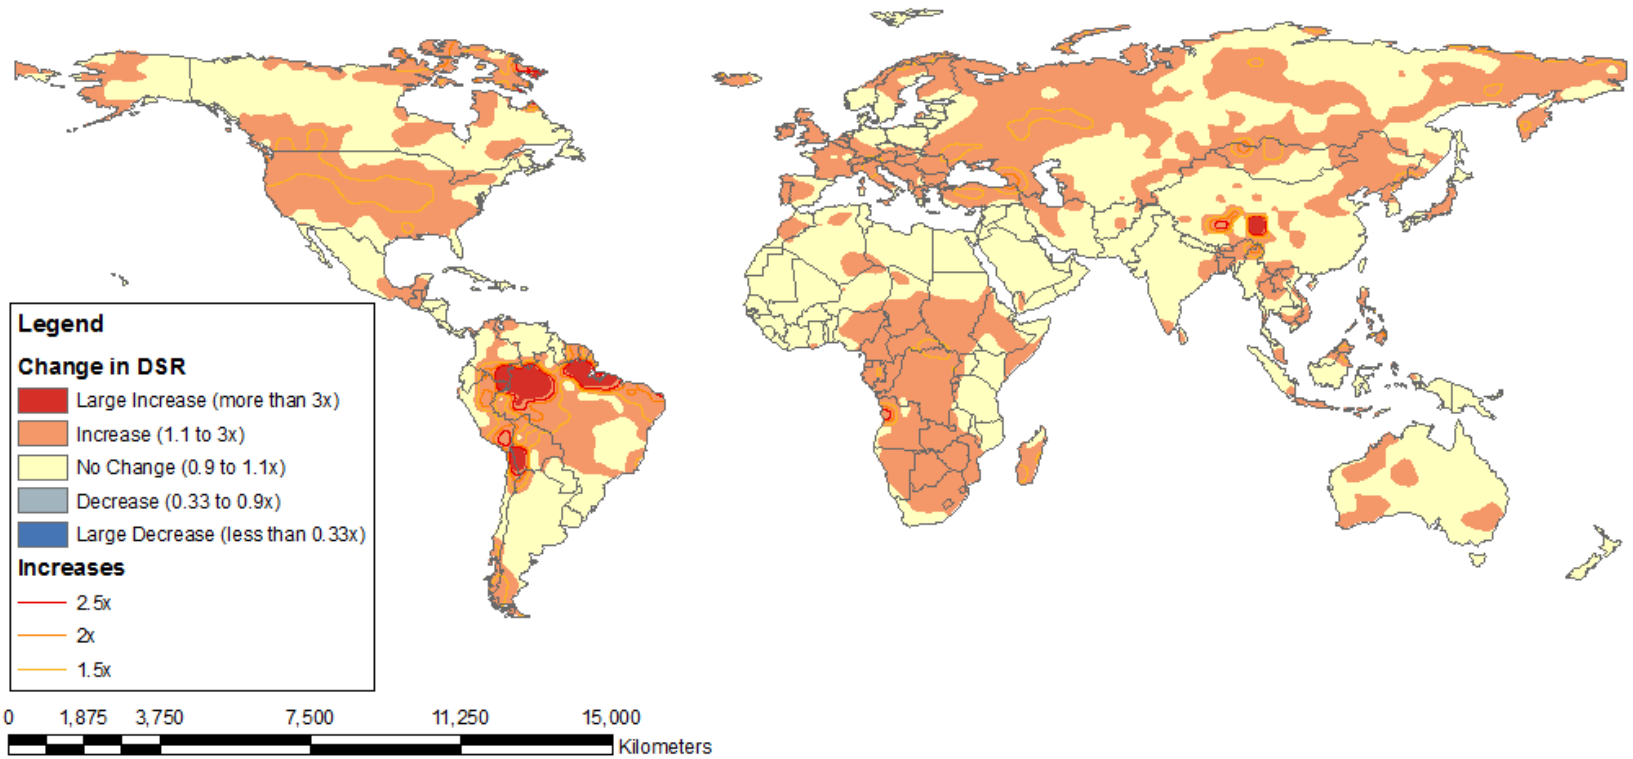 Legend
Change in DSR
Large Increase (more than 3x)
Increase (1.1 to 3x)
No Change (0.9 to 1.1x)
Decrease (0.33 to 0.9x)
Large Decrease (less than 0.33x)
Increases
2.5x
2x
1.5x
0 1,875 3,750 7,500 11,250 15,000
Kilometers